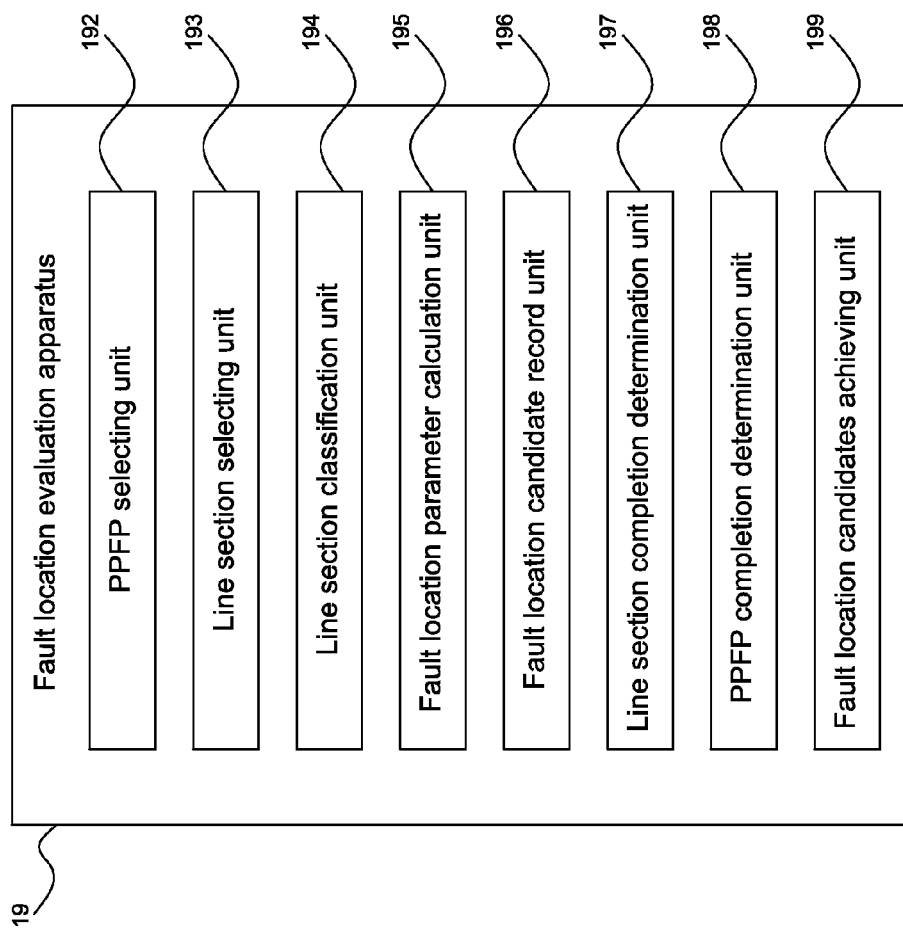 Fault location evaluation apparatus
PPFP selecting unit
192
Line section selecting unit
193
Line section classification unit
194
Fault location parameter calculation unit
195
Fault location candidate record unit
196
Line section completion determination unit
197
PPFP completion determination unit
198
Fault location candidates achieving unit
199
19